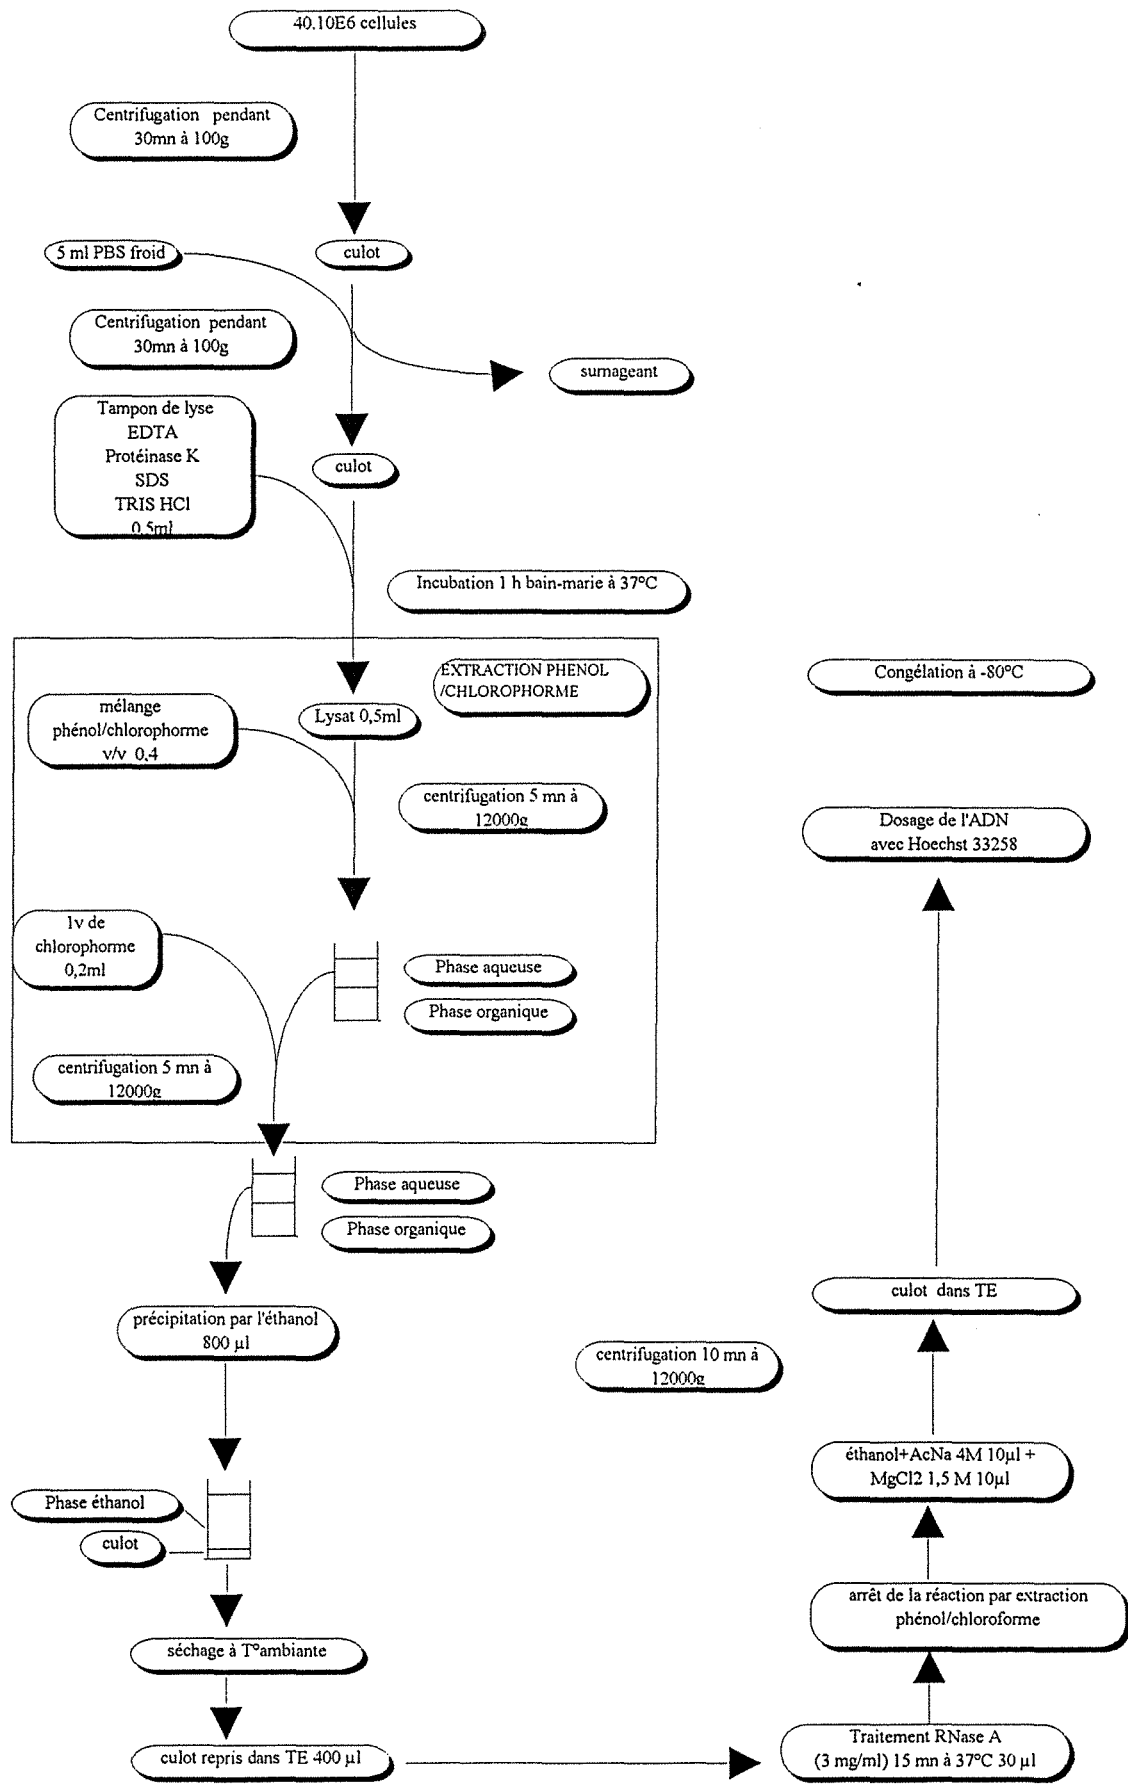 40.10E6 cellules
Centrifugation pendant
30mn à 100g
5 ml PBS froid
culot
Centrifugation pendant
30mn à 100g
surnageant
Tampon de lyse
EDTA
Protéinase K
SDS
TRIS HCl
0,5ml
culot
Incubation 1 h bain-marie à 37°C
EXTRACTION PHENOL
/CHLOROPHORME
mélange
phénol/chlorophorme
v/v 0,4
Lysat 0,5ml
centrifugation 5 mn à
12000g
1v de
chlorophorme
0,2ml
Phase aqueuse
Phase organique
centrifugation 5 mn à
12000g
Phase aqueuse
Phase organique
précipitation par l'éthanol
800 µl
Phase éthanol
culot
séchage à T°ambiante
culot repris dans TE 400 µl
Traitement RNase A
(3 mg/ml) 15 mn à 37°C 30 µl
arrêt de la réaction par extraction
phénol/chloroforme
éthanol+AcNa 4M 10µl +
MgCl2 1,5 M 10µl
centrifugation 10 mn à
12000g
culot dans TE
Dosage de l'ADN
avec Hoechst 33258
Congélation à -80°C